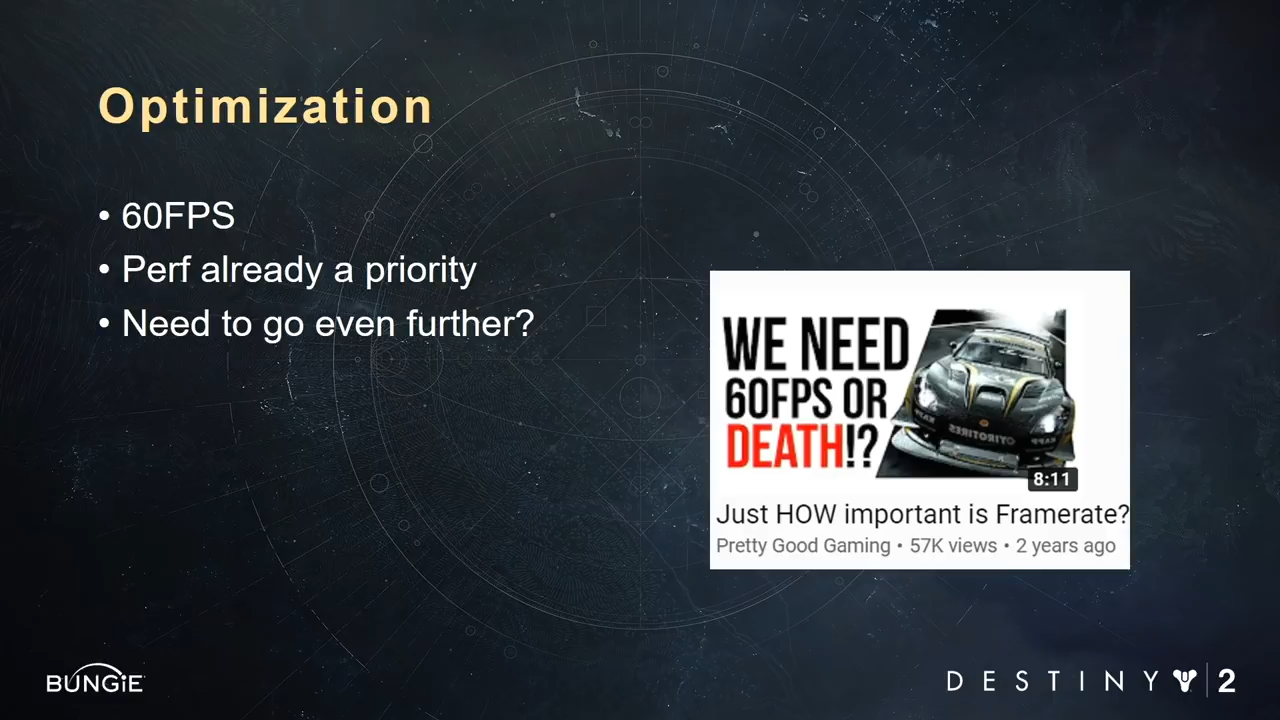 Optimization
• 60FPS
• Perf already a priority
• Need to go even further?
WE NEED
60FPS OR
DEATH!?
8:11
Just HOW important is Framerate?
Pretty Good Gaming • 57K views • 2 years ago
BUNGiE
DESTINY 2